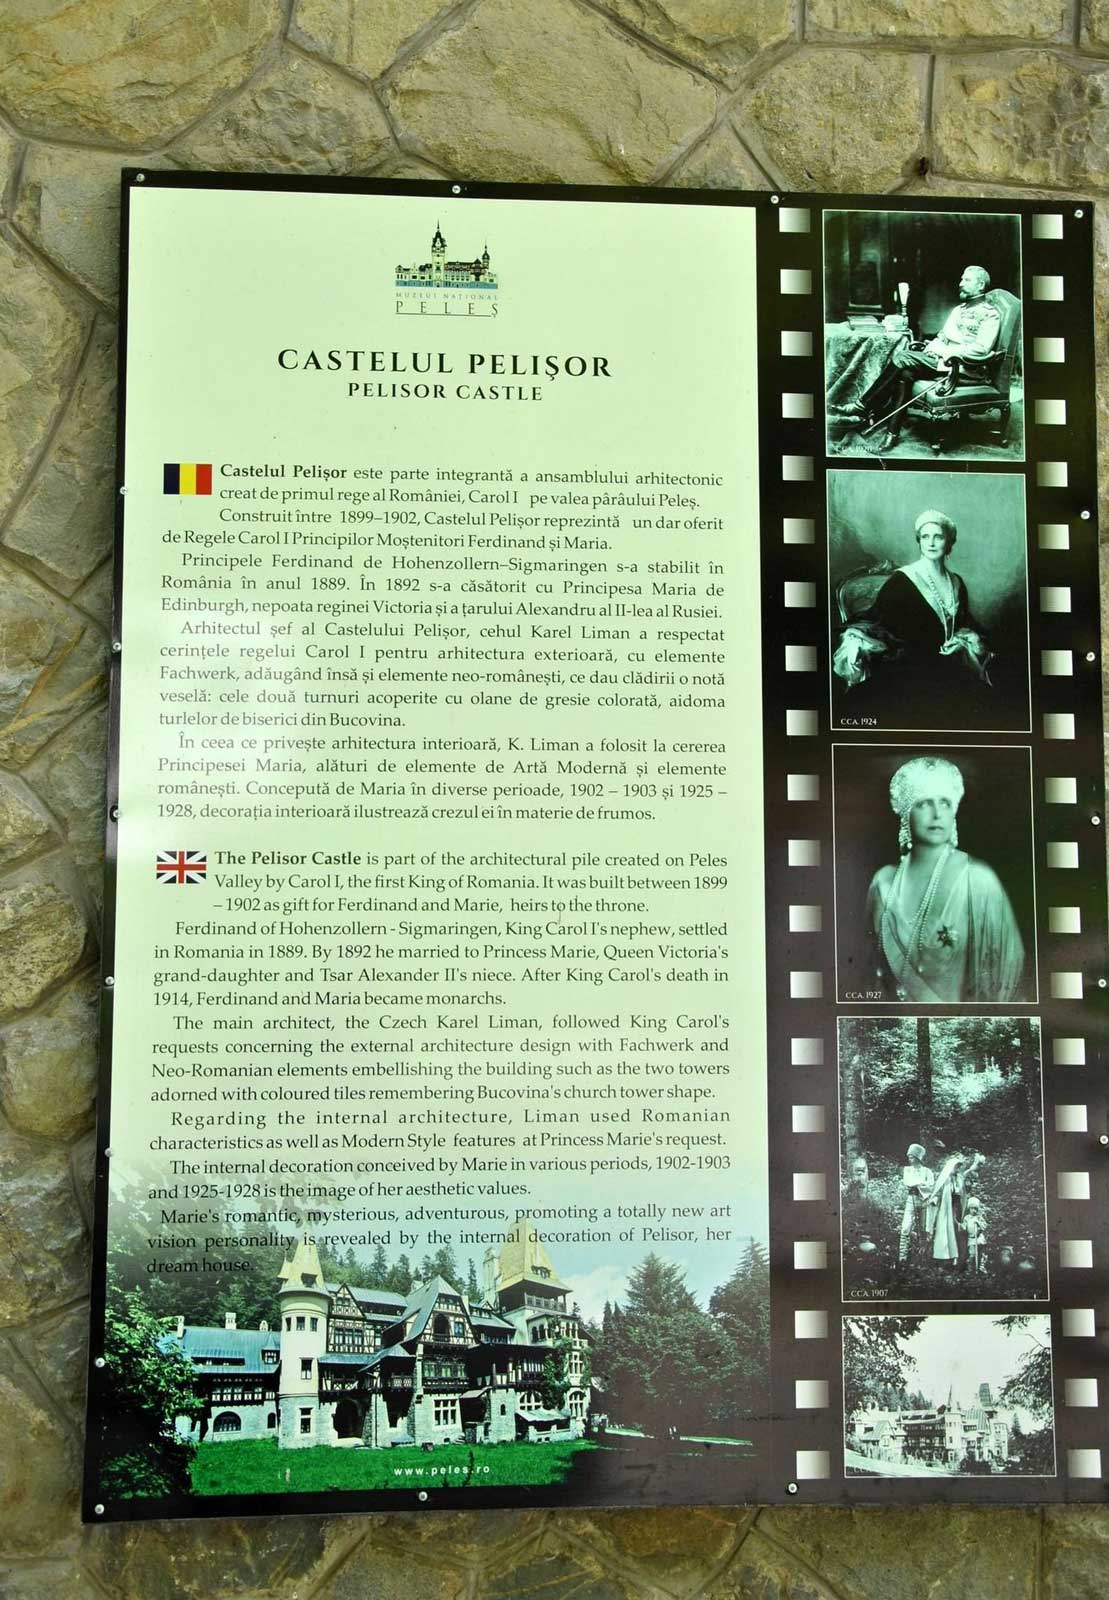 MUZEUL NAȚIONAL
PELEȘ
CASTELUL PELIŞOR
PELISOR CASTLE
Castelul Pelișor este parte integrantă a ansamblului arhitectonic
creat de primul rege al României, Carol I pe valea pârâului Peleș.
Construit între 1899–1902, Castelul Pelișor reprezintă un dar oferit
de Regele Carol I Principilor Moștenitori Ferdinand și Maria.
Principele Ferdinand de Hohenzollern–Sigmaringen s-a stabilit în
România în anul 1889. În 1892 s-a căsătorit cu Principesa Maria de
Edinburgh, nepoata reginei Victoria și a țarului Alexandru al II-lea al Rusiei.
Arhitectul șef al Castelului Pelișor, cehul Karel Liman a respectat
cerințele regelui Carol I pentru arhitectura exterioară, cu elemente
Fachwerk, adăugând însă și elemente neo-românești, ce dau clădirii o notă
veselă: cele două turnuri acoperite cu olane de gresie colorată, aidoma
turlelor de biserici din Bucovina.
În ceea ce privește arhitectura interioară, K. Liman a folosit la cererea
Principesei Maria, alături de elemente de Artă Modernă și elemente
românești. Concepută de Maria în diverse perioade, 1902 – 1903 și 1925 –
1928, decorația interioară ilustrează crezul ei în materie de frumos.
The Pelisor Castle is part of the architectural pile created on Peles
Valley by Carol I, the first King of Romania. It was built between 1899
– 1902 as gift for Ferdinand and Marie, heirs to the throne.
Ferdinand of Hohenzollern - Sigmaringen, King Carol I's nephew, settled
in Romania in 1889. By 1892 he married to Princess Marie, Queen Victoria's
grand-daughter and Tsar Alexander II's niece. After King Carol's death in
1914, Ferdinand and Maria became monarchs.
The main architect, the Czech Karel Liman, followed King Carol's
requests concerning the external architecture design with Fachwerk and
Neo-Romanian elements embellishing the building such as the two towers
adorned with coloured tiles remembering Bucovina's church tower shape.
Regarding the internal architecture, Liman used Romanian
characteristics as well as Modern Style features at Princess Marie's request.
The internal decoration conceived by Marie in various periods, 1902-1903
and 1925-1928 is the image of her aesthetic values.
Marie's romantic, mysterious, adventurous, promoting a totally new art
vision personality is revealed by the internal decoration of Pelisor, her
dream house.
www.peles.ro
CCA. 1924
CCA. 1927
CCA. 1907